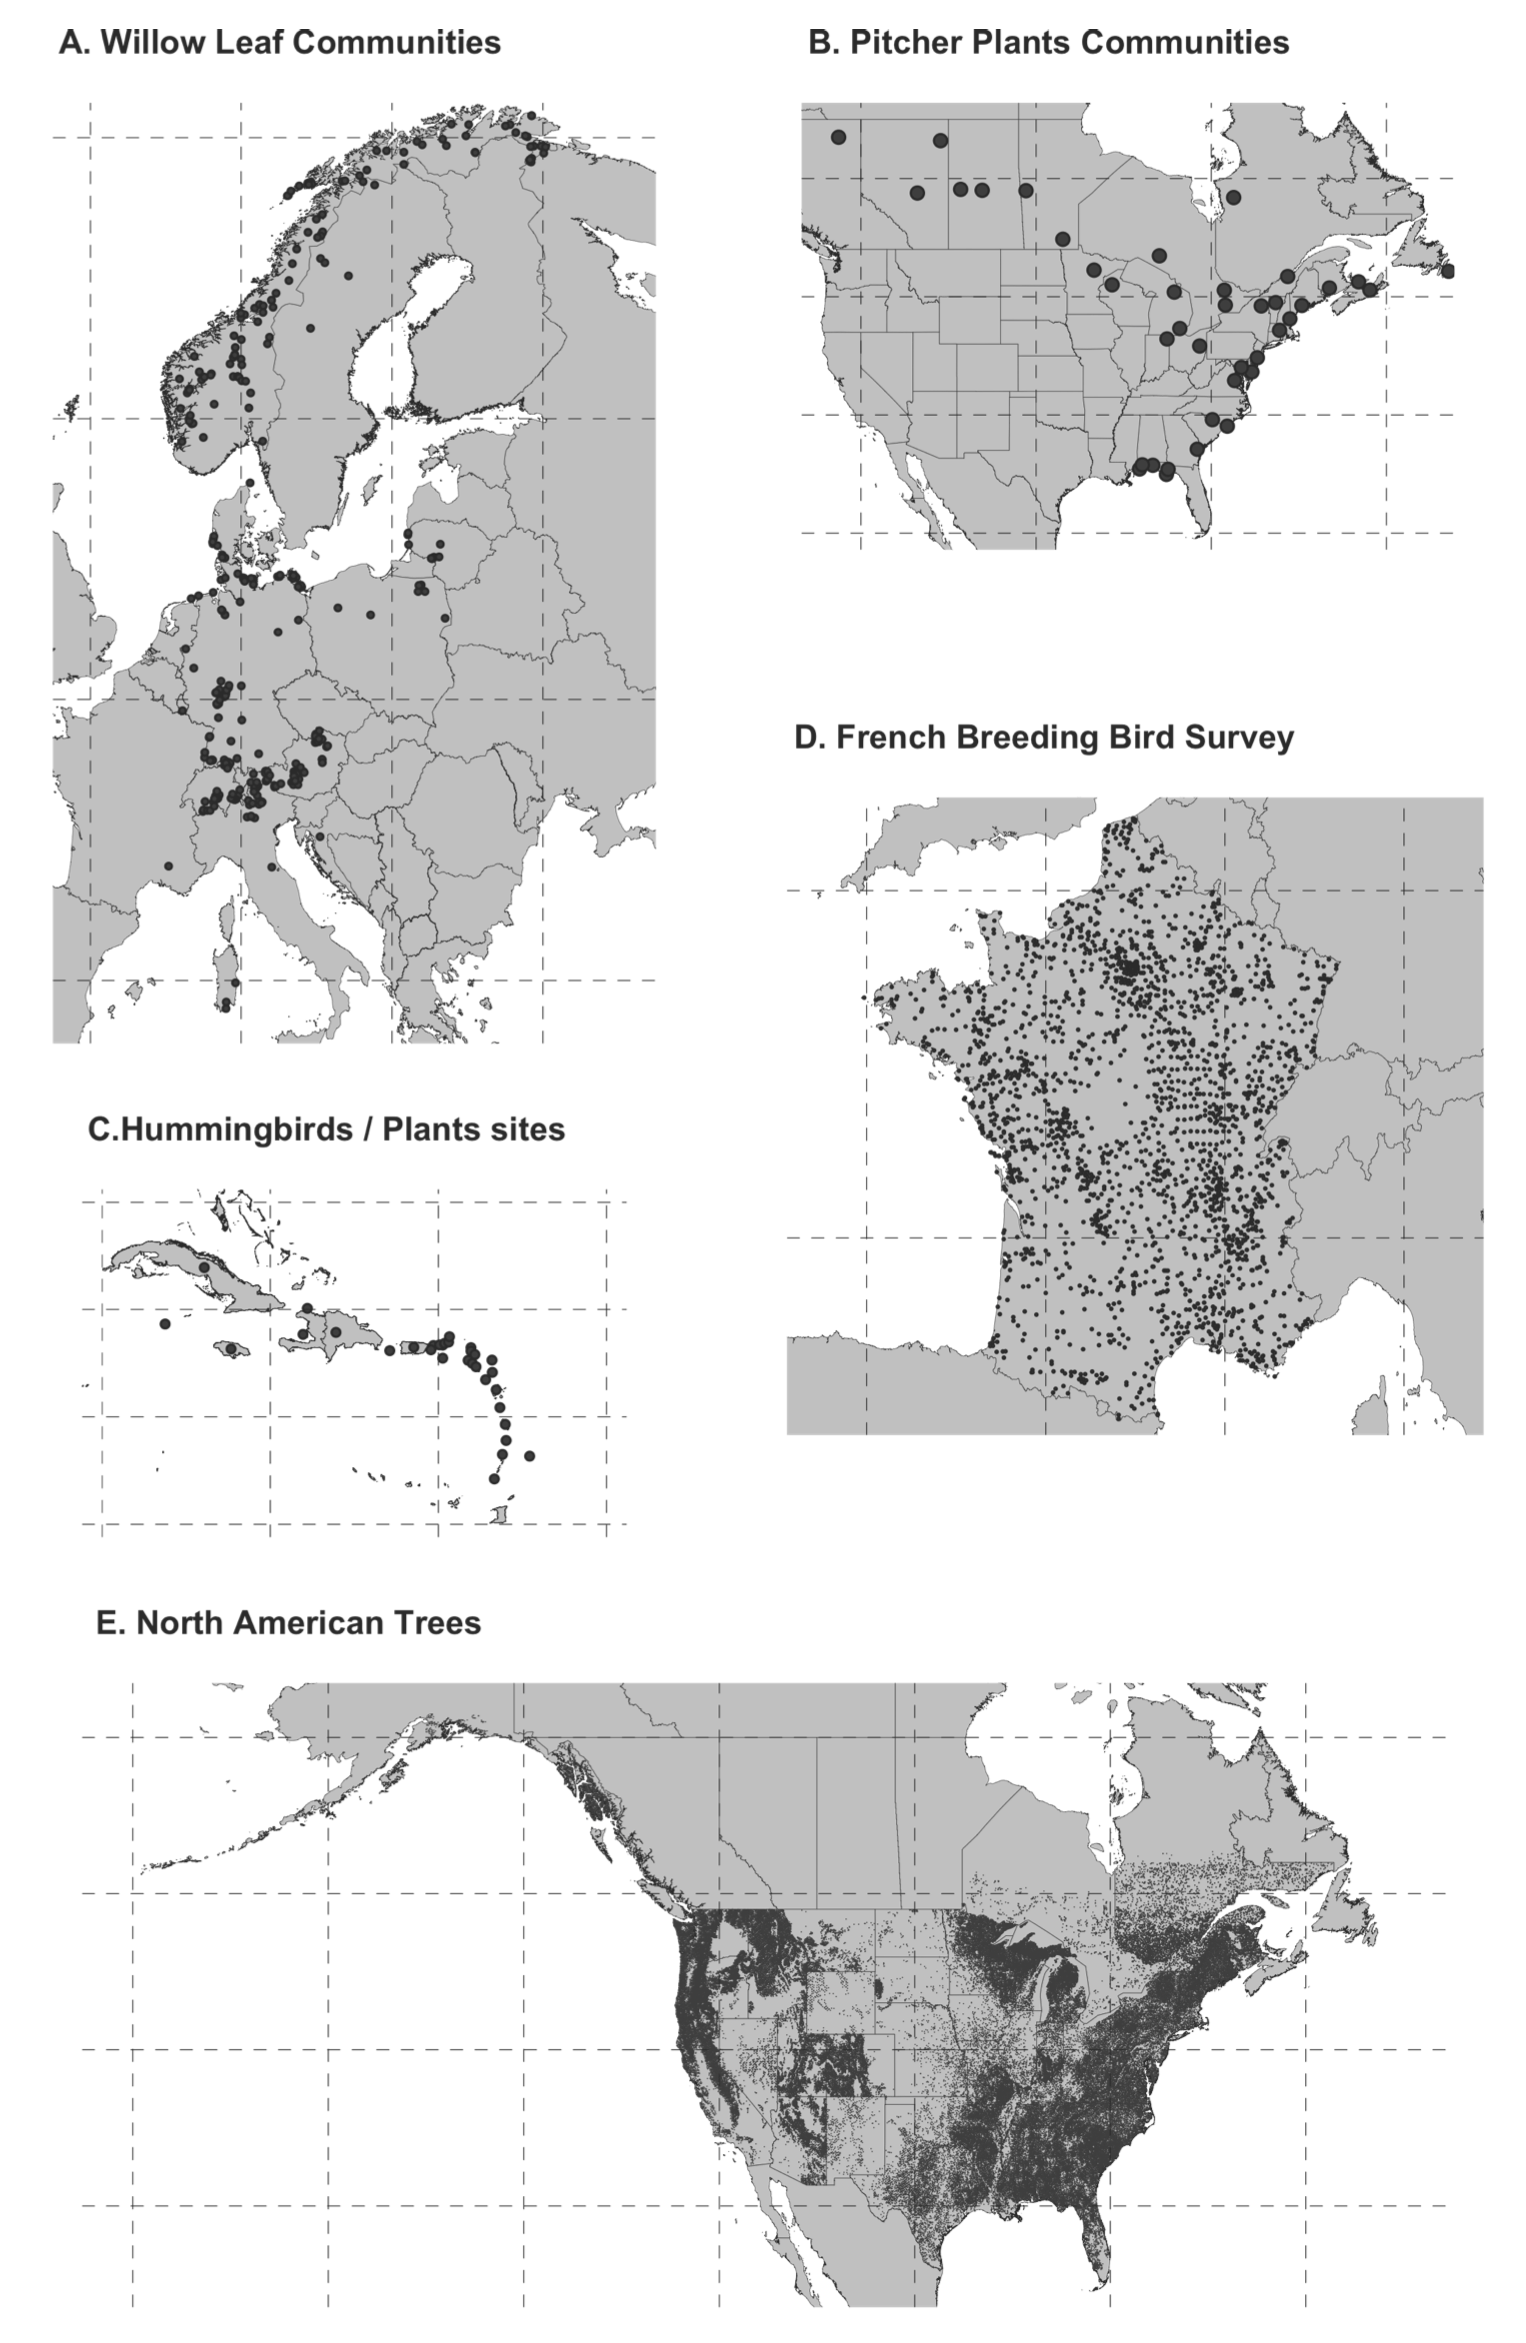 A. Willow Leaf Communities
B. Pitcher Plants Communities
D. French Breeding Bird Survey
C.Hummingbirds / Plants sites
E. North American Trees